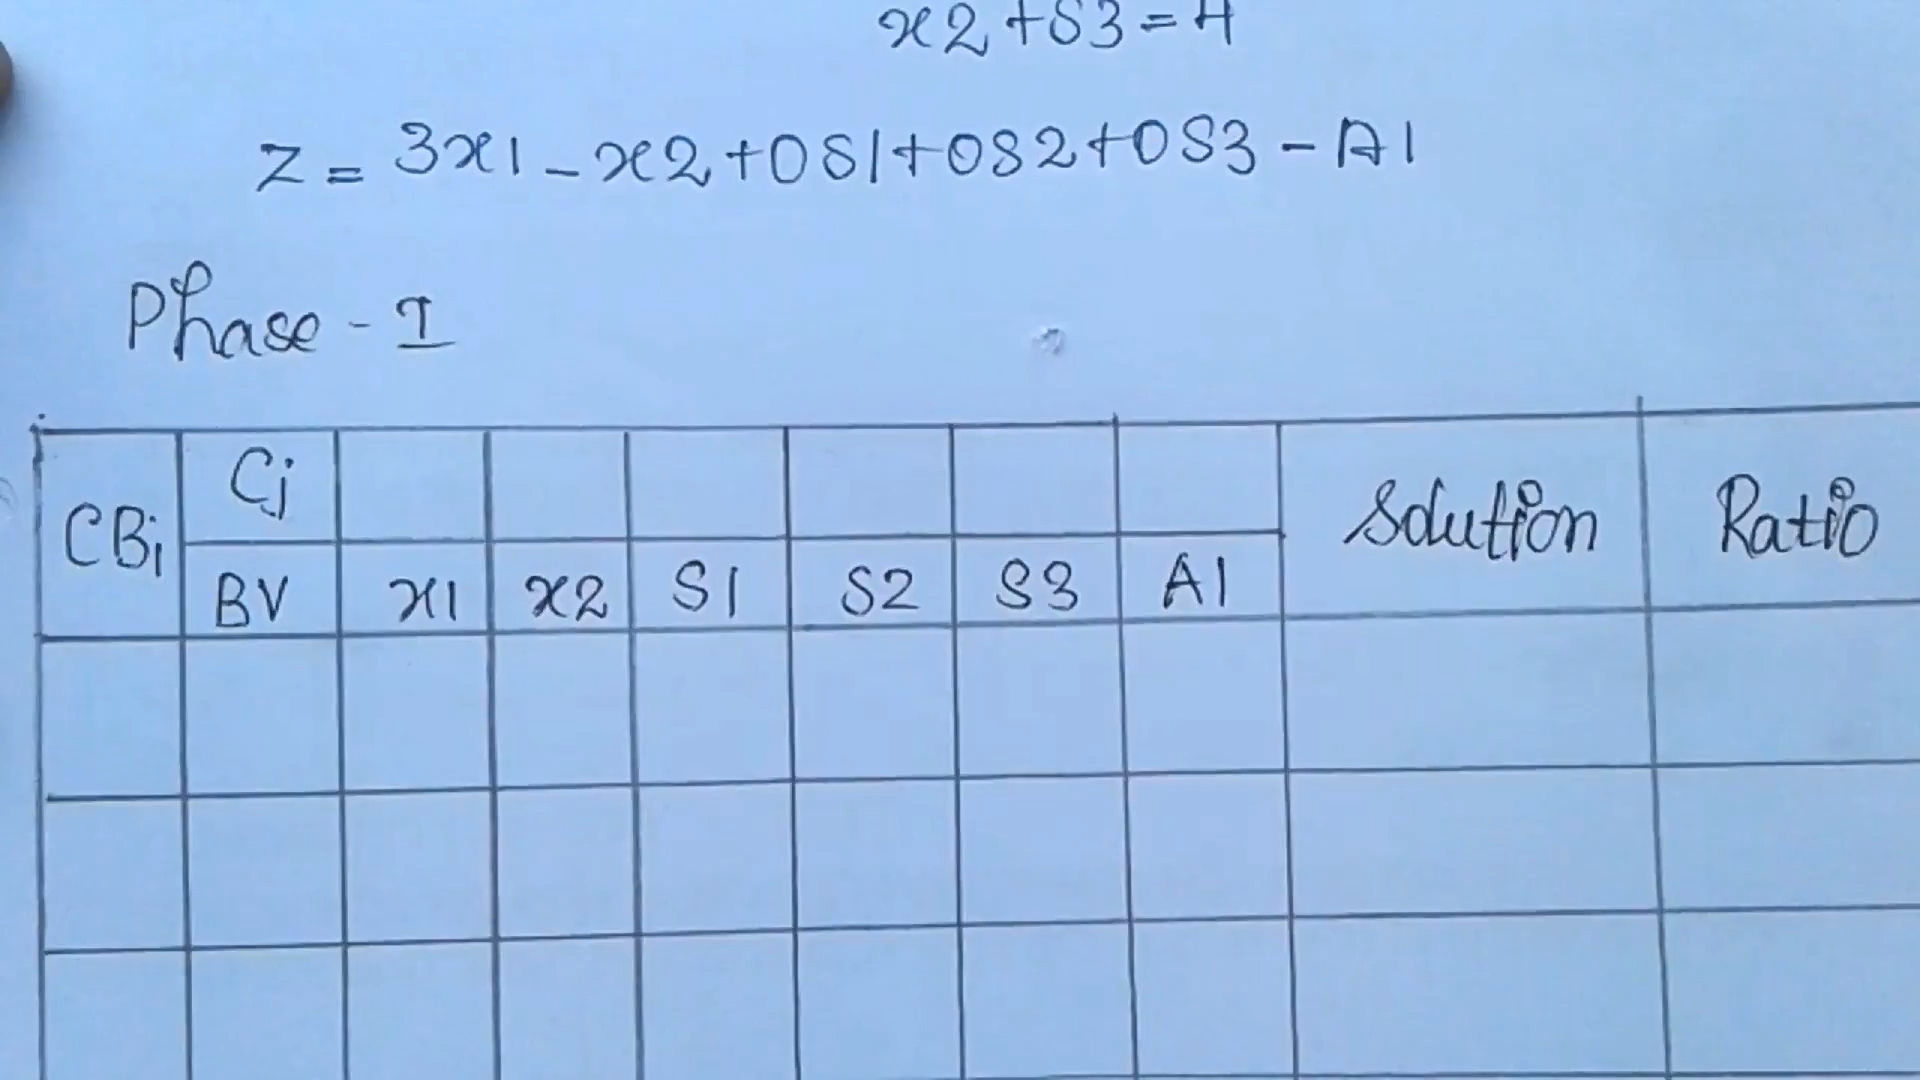 x2+S3=4
Z = 3x1 - x2 +0S1+0S2+0S3 - A1
Phase - I
CBi Cj Solution Ratio
BV x1 x2 S1 S2 S3 A1